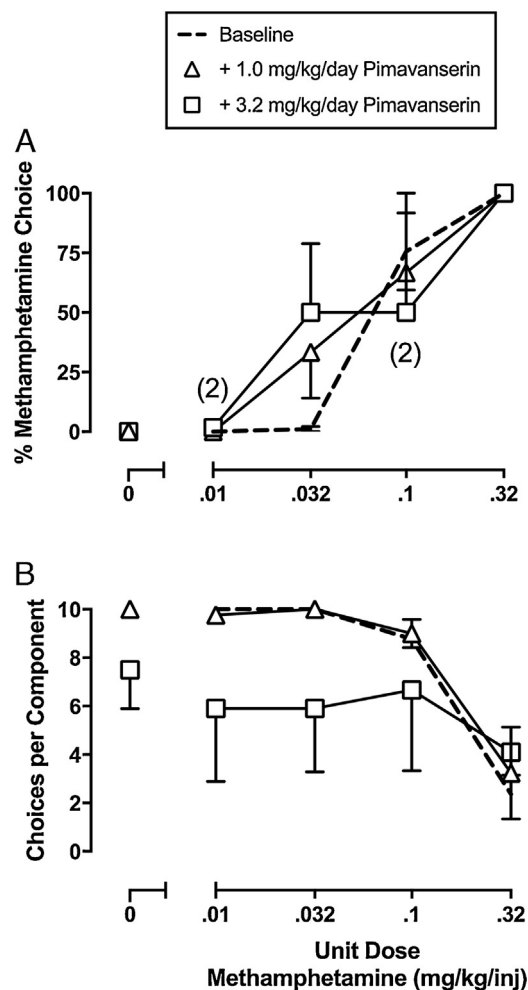 Baseline
+ 1.0 mg/kg/day Pimavanserin
+ 3.2 mg/kg/day Pimavanserin
A
% Methamphetamine Choice
100
75
50
25
0
(2)
(2)
0 .01 .032 .1 .32
B
Choices per Component
10
8
6
4
2
0
0 .01 .032 .1 .32
Unit Dose
Methamphetamine (mg/kg/inj)